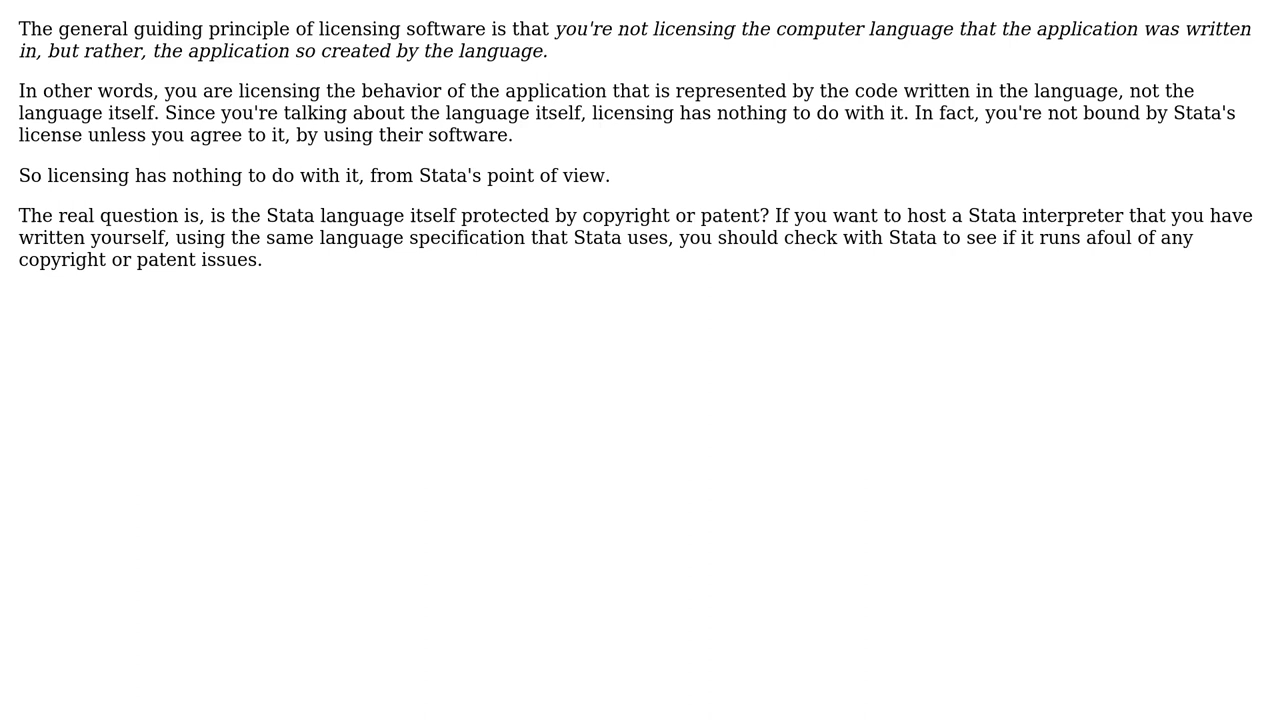 The general guiding principle of licensing software is that you're not licensing the computer language that the application was written
in, but rather, the application so created by the language.
In other words, you are licensing the behavior of the application that is represented by the code written in the language, not the
language itself. Since you're talking about the language itself, licensing has nothing to do with it. In fact, you're not bound by Stata's
license unless you agree to it, by using their software.
So licensing has nothing to do with it, from Stata's point of view.
The real question is, is the Stata language itself protected by copyright or patent? If you want to host a Stata interpreter that you have
written yourself, using the same language specification that Stata uses, you should check with Stata to see if it runs afoul of any
copyright or patent issues.